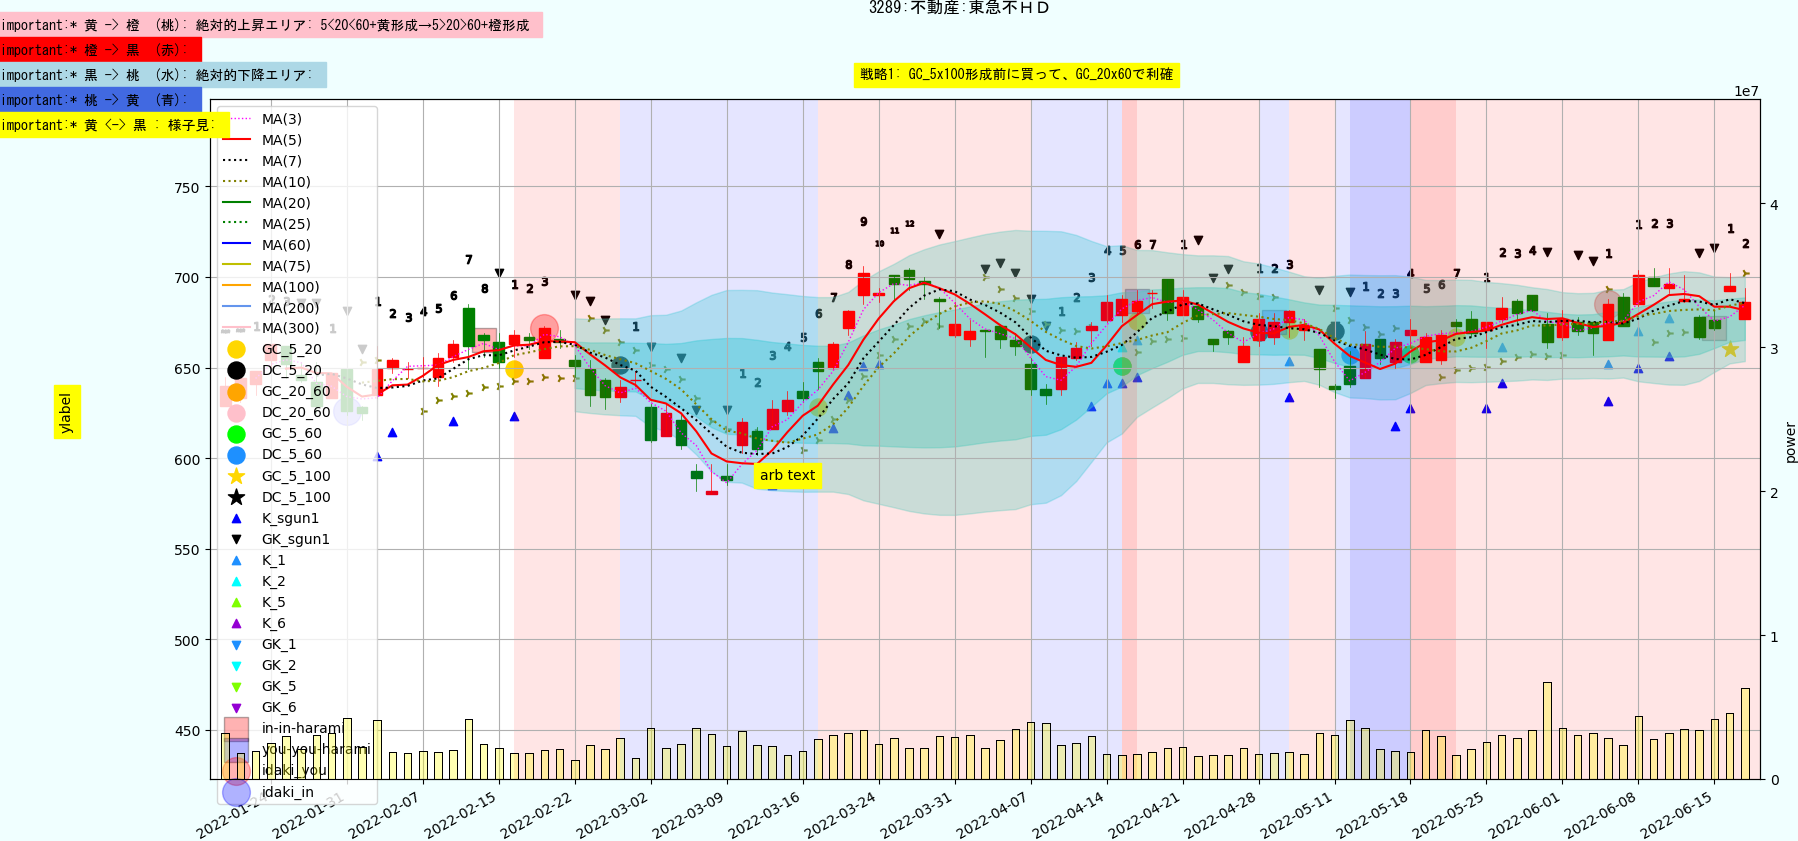 3289:不動産:東急不ＨＤ
important:* 黄 -> 橙 （桃）: 絶対的上昇エリア: 5<20<60+黄形成→5>20>60+橙形成
important:* 橙 -> 黒 （赤）:
important:* 黒 -> 桃 （水）: 絶対的下降エリア:
戦略1: GC_5x100形成前に買って、GC_20x60で利確
important:* 桃 -> 黄 （青）:
important:* 黄 <-> 黒 : 様子見:
1e7
MA(3)
MA(5)
MA(7)
MA(10)
MA(20)
MA(25)
MA(60)
MA(75)
MA(100)
MA(200)
MA(300)
GC_5_20
DC_5_20
GC_20_60
DC_20_60
GC_5_60
DC_5_60
GC_5_100
DC_5_100
K_sgun1
GK_sgun1
K_1
K_2
K_5
K_6
GK_1
GK_2
GK_5
GK_6
in-in-harami
you-you-harami
idaki_you
idaki_in
750
700
650
600
550
500
450
ylabel
arb text
4
3
2
1
0
power
2022-01-24
2022-01-31
2022-02-07
2022-02-15
2022-02-22
2022-03-02
2022-03-09
2022-03-16
2022-03-24
2022-03-31
2022-04-07
2022-04-14
2022-04-21
2022-04-28
2022-05-11
2022-05-18
2022-05-25
2022-06-01
2022-06-08
2022-06-15